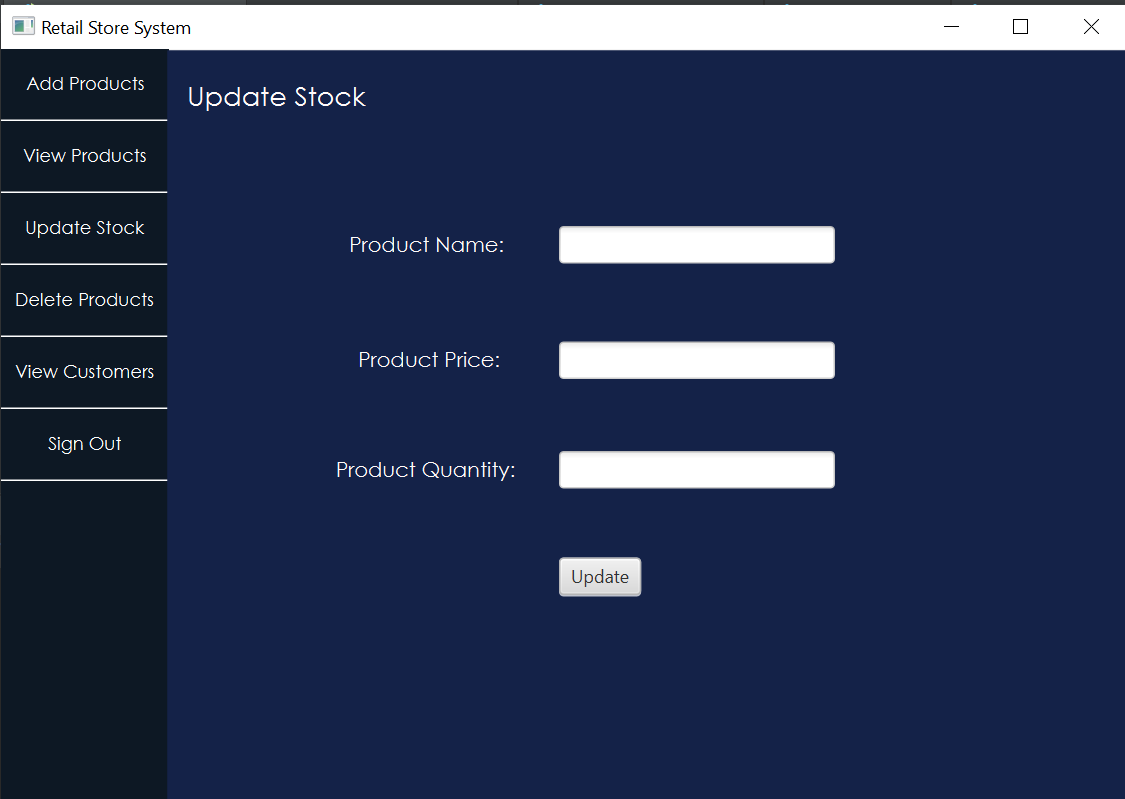 Retail Store System
Add Products
View Products
Update Stock
Delete Products
View Customers
Sign Out
Update Stock
Product Name:
Product Price:
Product Quantity:
Update